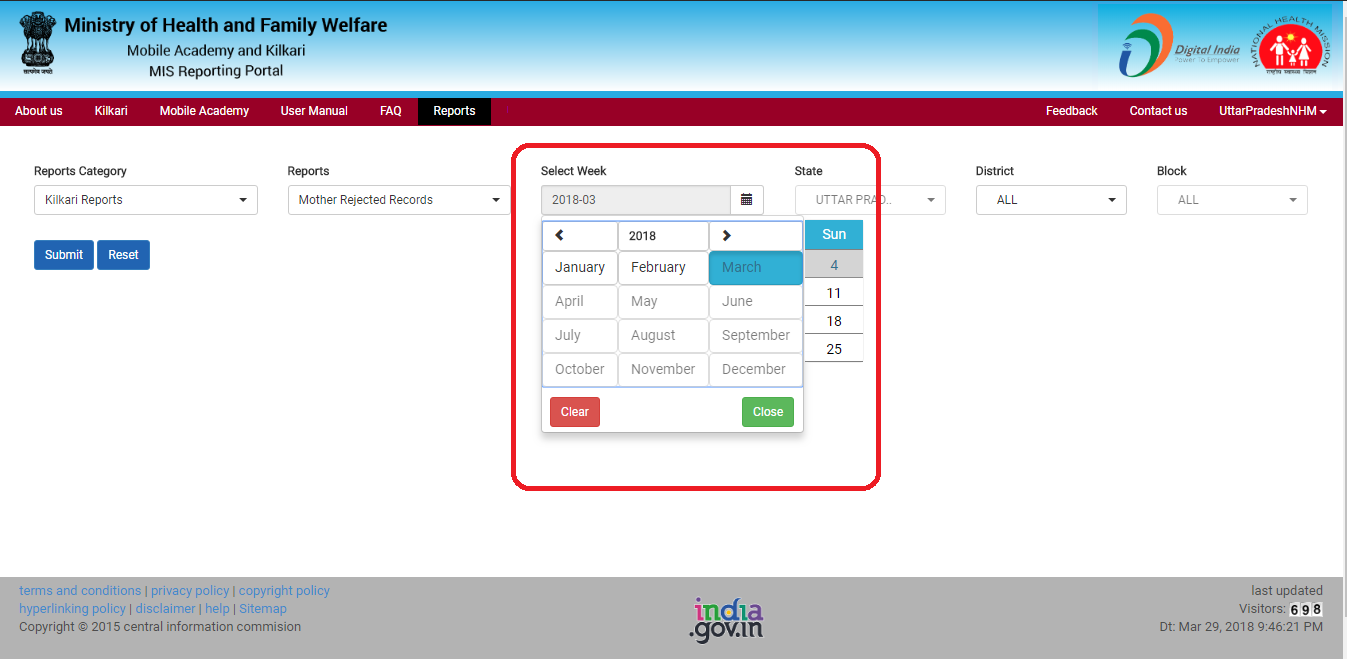 Ministry of Health and Family Welfare
Mobile Academy and Kilkari
MIS Reporting Portal
सत्यमेव जयते
Digital India
Power To Empower
NATIONAL HEALTH MISSION
राष्ट्रीय स्वास्थ्य मिशन
About us Kilkari Mobile Academy User Manual FAQ Reports Feedback Contact us UttarPradeshNHM
Reports Category Reports Select Week State District Block
Kilkari Reports Mother Rejected Records 2018-03 UTTAR PRAD.. ALL ALL
Submit Reset
2018 Sun
January February March 4
April May June 11
July August September 18
October November December 25
Clear Close
terms and conditions | privacy policy | copyright policy
hyperlinking policy | disclaimer | help | Sitemap
Copyright © 2015 central information commision
india
.gov.in
last updated
Visitors: 698
Dt: Mar 29, 2018 9:46:21 PM